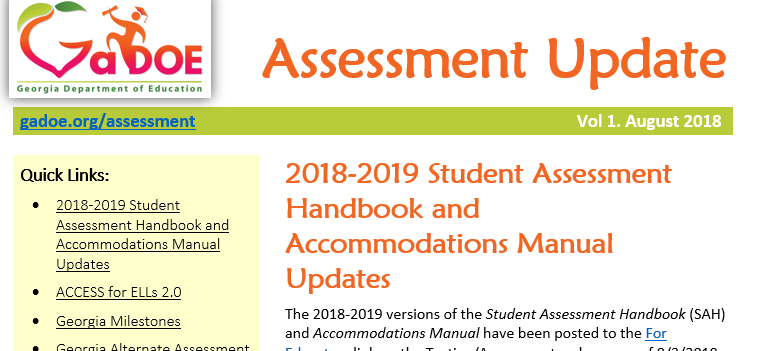 GaDOE
Georgia Department of Education
Assessment Update
gadoe.org/assessment
Vol 1. August 2018
Quick Links:
• 2018-2019 Student
Assessment Handbook and
Accommodations Manual
Updates
• ACCESS for ELLs 2.0
• Georgia Milestones
Georgia Alternate Assessment
2018-2019 Student Assessment
Handbook and
Accommodations Manual
Updates
The 2018-2019 versions of the Student Assessment Handbook (SAH)
and Accommodations Manual have been posted to the For